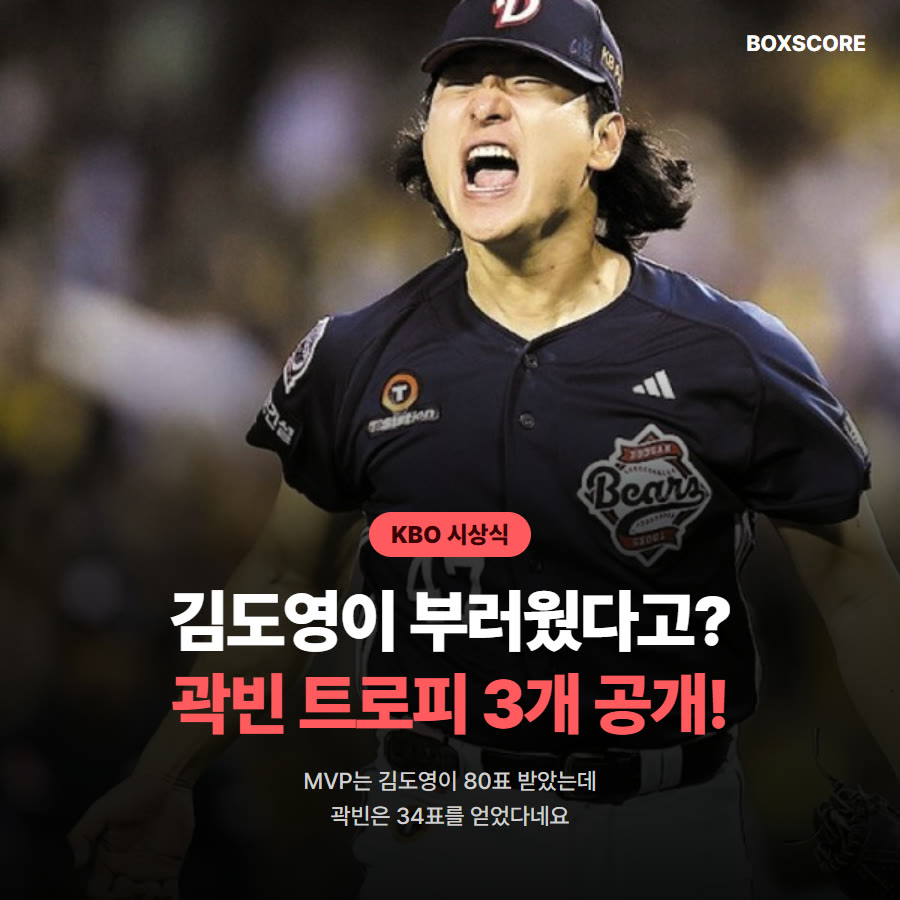 BOXSCORE
D
T
Bears
KBO 시상식
47
김도영이 부러웠다고?
곽빈 트로피 3개 공개!
MVP는 김도영이 80표 받았는데
곽빈은 34표를 얻었다네요